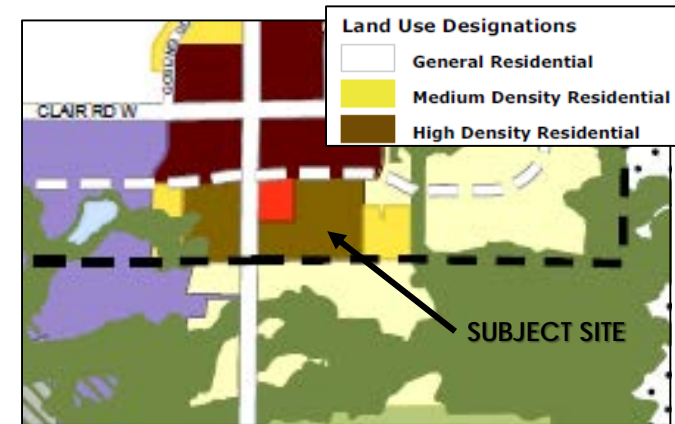 Land Use Designations
General Residential
Medium Density Residential
High Density Residential
CLAIR RD W
SUBJECT SITE